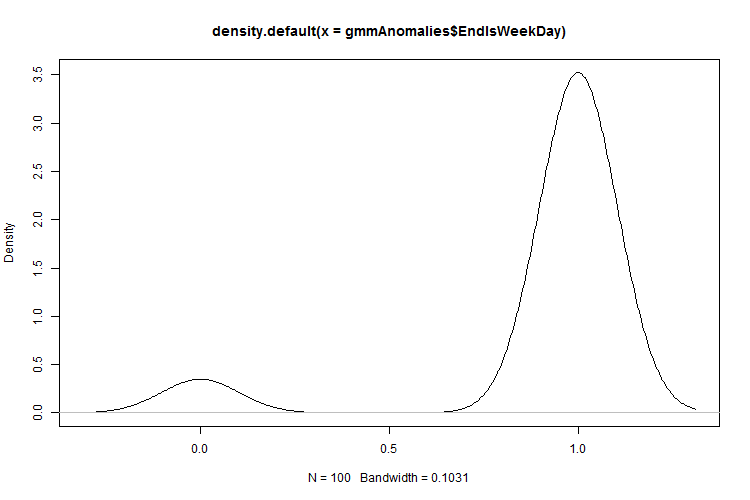 density.default(x = gmmAnomalies$EndIsWeekDay)
Density
3.5
3.0
2.5
2.0
1.5
1.0
0.5
0.0
0.0 0.5 1.0
N = 100 Bandwidth = 0.1031